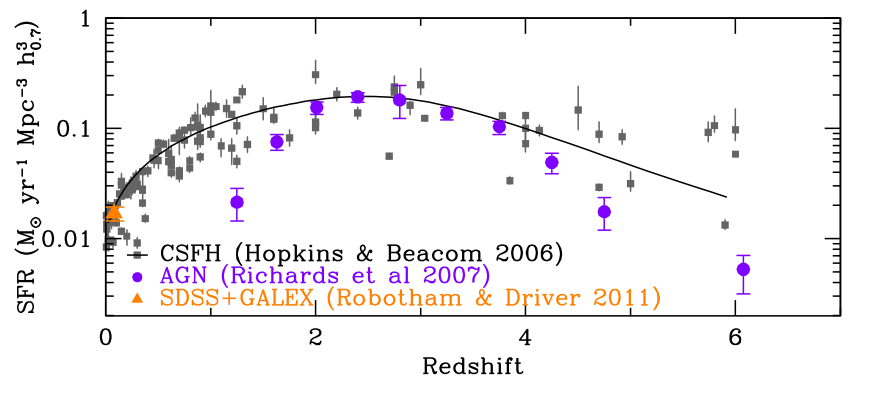 SFR (M⊙ yr⁻¹ Mpc⁻³ h³₀.₇)
1
0.1
0.01
CSFH (Hopkins & Beacom 2006)
AGN (Richards et al 2007)
SDSS+GALEX (Robotham & Driver 2011)
0 2 4 6
Redshift